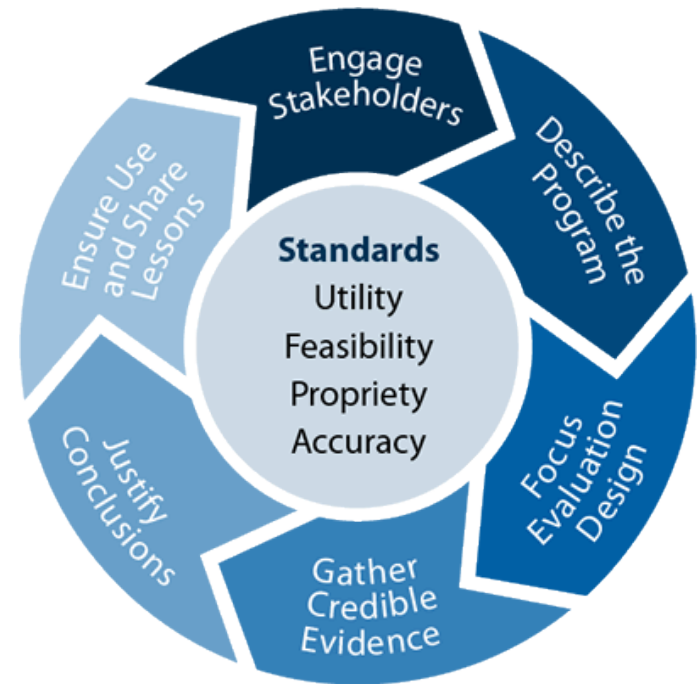 Engage
Stakeholders
Describe the
Program
Focus
Evaluation
Design
Gather
Credible
Evidence
Justify
Conclusions
Ensure Use
and Share
Lessons
Standards
Utility
Feasibility
Propriety
Accuracy